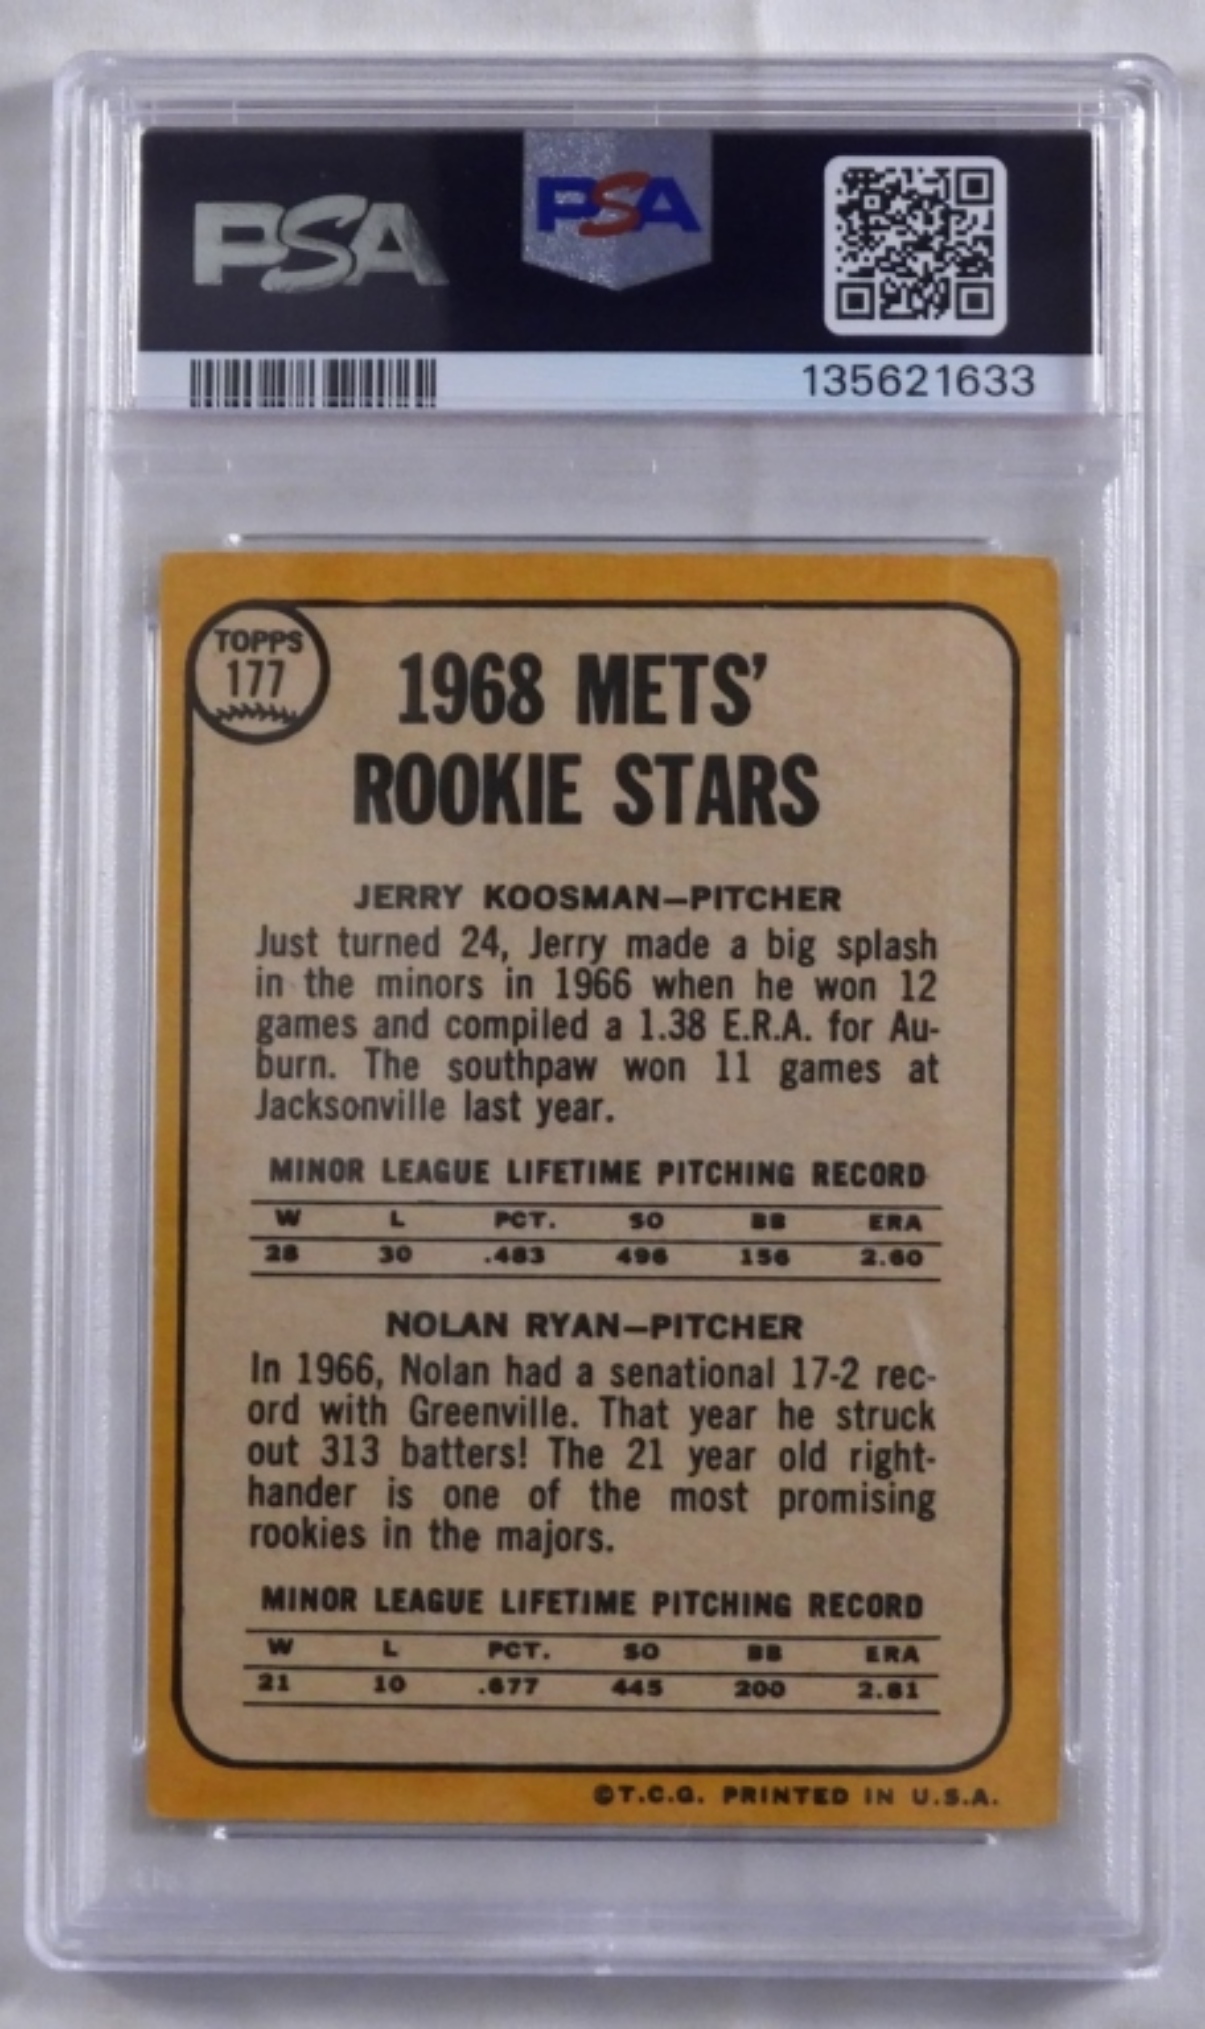 PSA
PSA
135621633
TOPPS
177
1968 METS'
ROOKIE STARS
JERRY KOOSMAN—PITCHER
Just turned 24, Jerry made a big splash
in the minors in 1966 when he won 12
games and compiled a 1.38 E.R.A. for Au-
burn. The southpaw won 11 games at
Jacksonville last year.
MINOR LEAGUE LIFETIME PITCHING RECORD
W L PCT. SO BB ERA
28 30 .483 496 156 2.60
NOLAN RYAN—PITCHER
In 1966, Nolan had a senational 17-2 rec-
ord with Greenville. That year he struck
out 313 batters! The 21 year old right-
hander is one of the most promising
rookies in the majors.
MINOR LEAGUE LIFETIME PITCHING RECORD
W L PCT. SO BB ERA
21 10 .677 445 200 2.81
©T.C.G. PRINTED IN U.S.A.